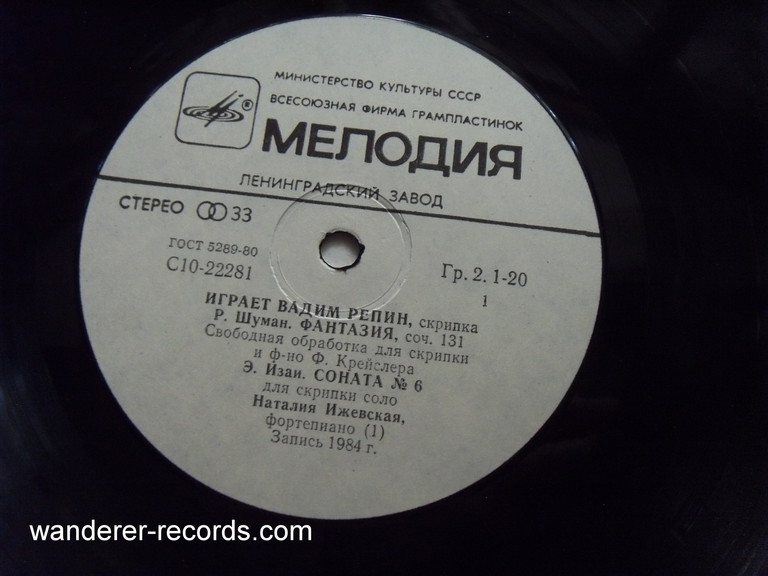 МИНИСТЕРСТВО КУЛЬТУРЫ СССР
ВСЕСОЮЗНАЯ ФИРМА ГРАМПЛАСТИНОК
®
МЕЛОДИЯ
ЛЕНИНГРАДСКИЙ ЗАВОД
СТЕРЕО 33
ГОСТ 5289-80
С10-22281
Гр. 2. 1-20
1
ИГРАЕТ ВАДИМ РЕПИН, скрипка
Р. Шуман. ФАНТАЗИЯ, соч. 131
Свободная обработка для скрипки
и ф-но Ф. Крейслера
Э. Изаи. СОНАТА № 6
для скрипки соло
Наталия Ижевская,
фортепиано (1)
Запись 1984 г.
wanderer-records.com